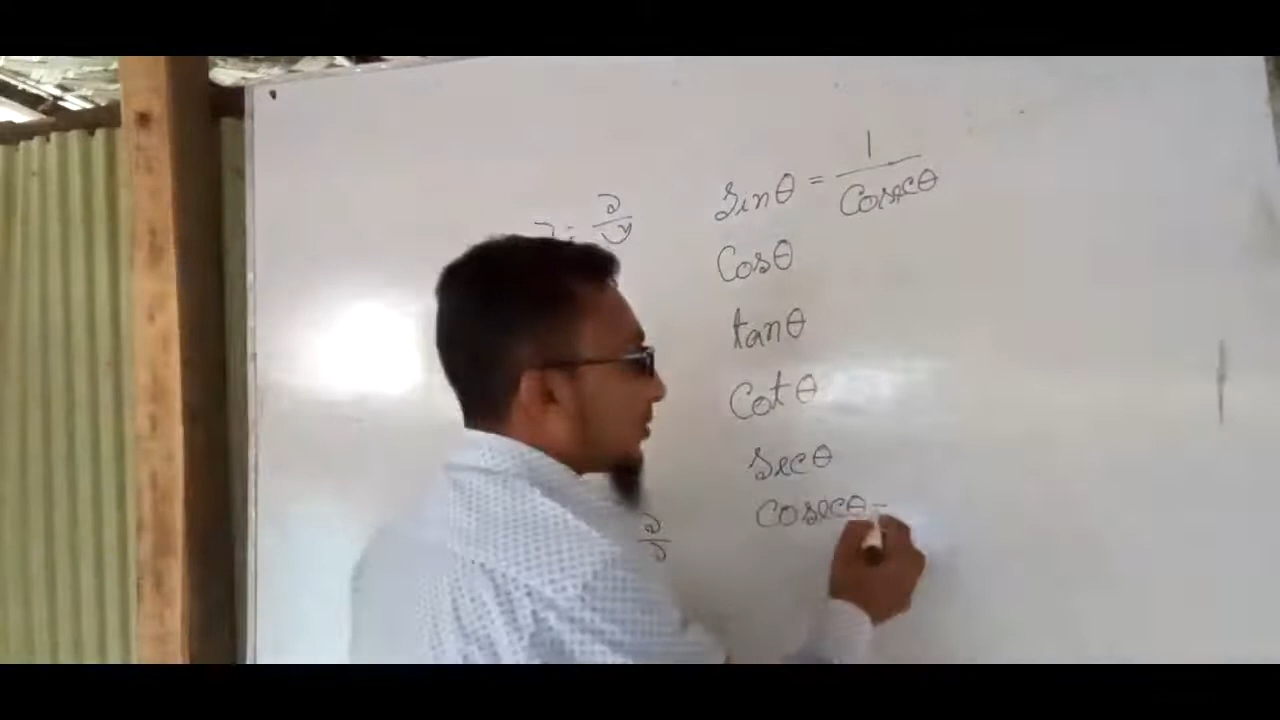 sinθ = 1/cosecθ
cosθ
tanθ
cotθ
secθ
cosecθ =